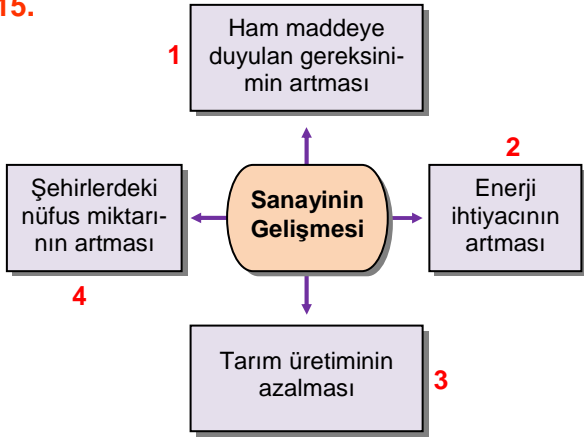 15.
1
Ham maddeye
duyulan gereksini-
min artması
2
Şehirlerdeki
nüfus miktarı-
nın artması
Sanayinin
Gelişmesi
Enerji
ihtiyacının
artması
4
Tarım üretiminin
azalması
3